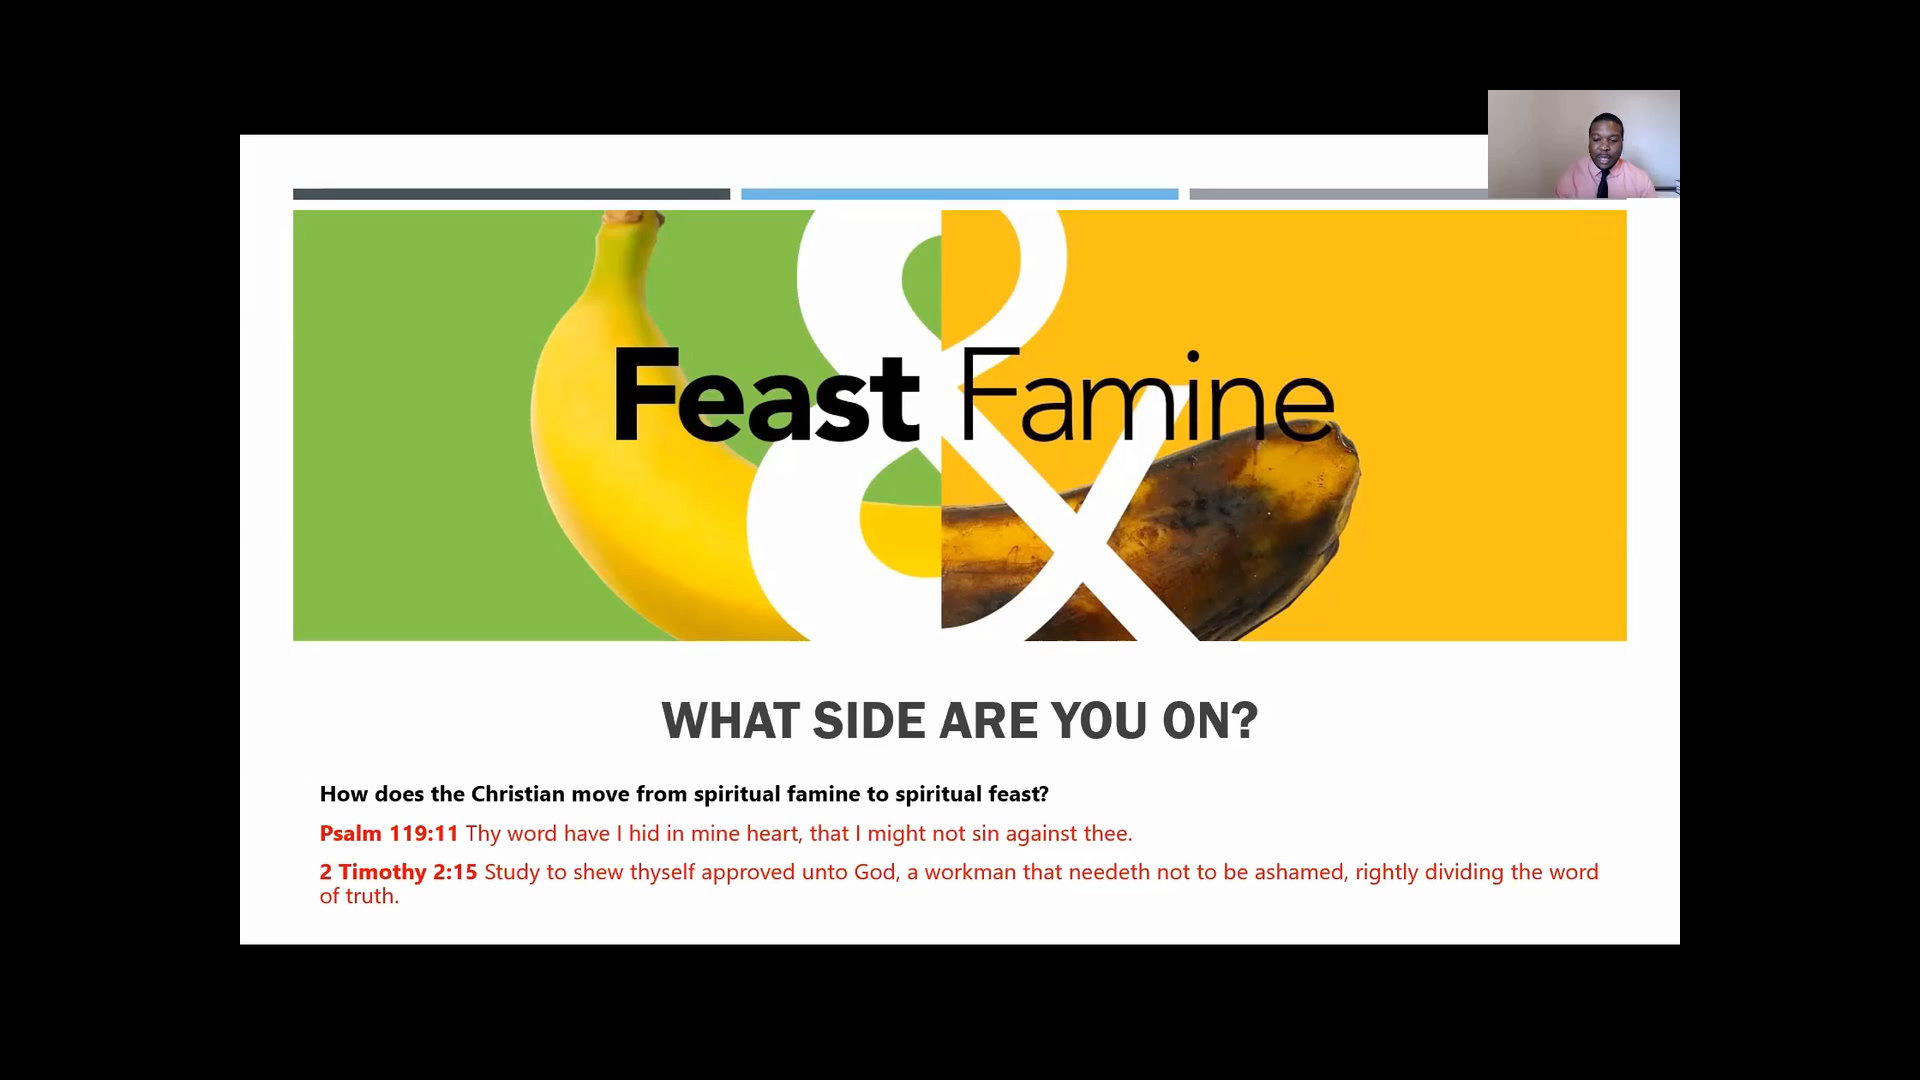 Feast & Famine
WHAT SIDE ARE YOU ON?
How does the Christian move from spiritual famine to spiritual feast?
Psalm 119:11 Thy word have I hid in mine heart, that I might not sin against thee.
2 Timothy 2:15 Study to shew thyself approved unto God, a workman that needeth not to be ashamed, rightly dividing the word
of truth.